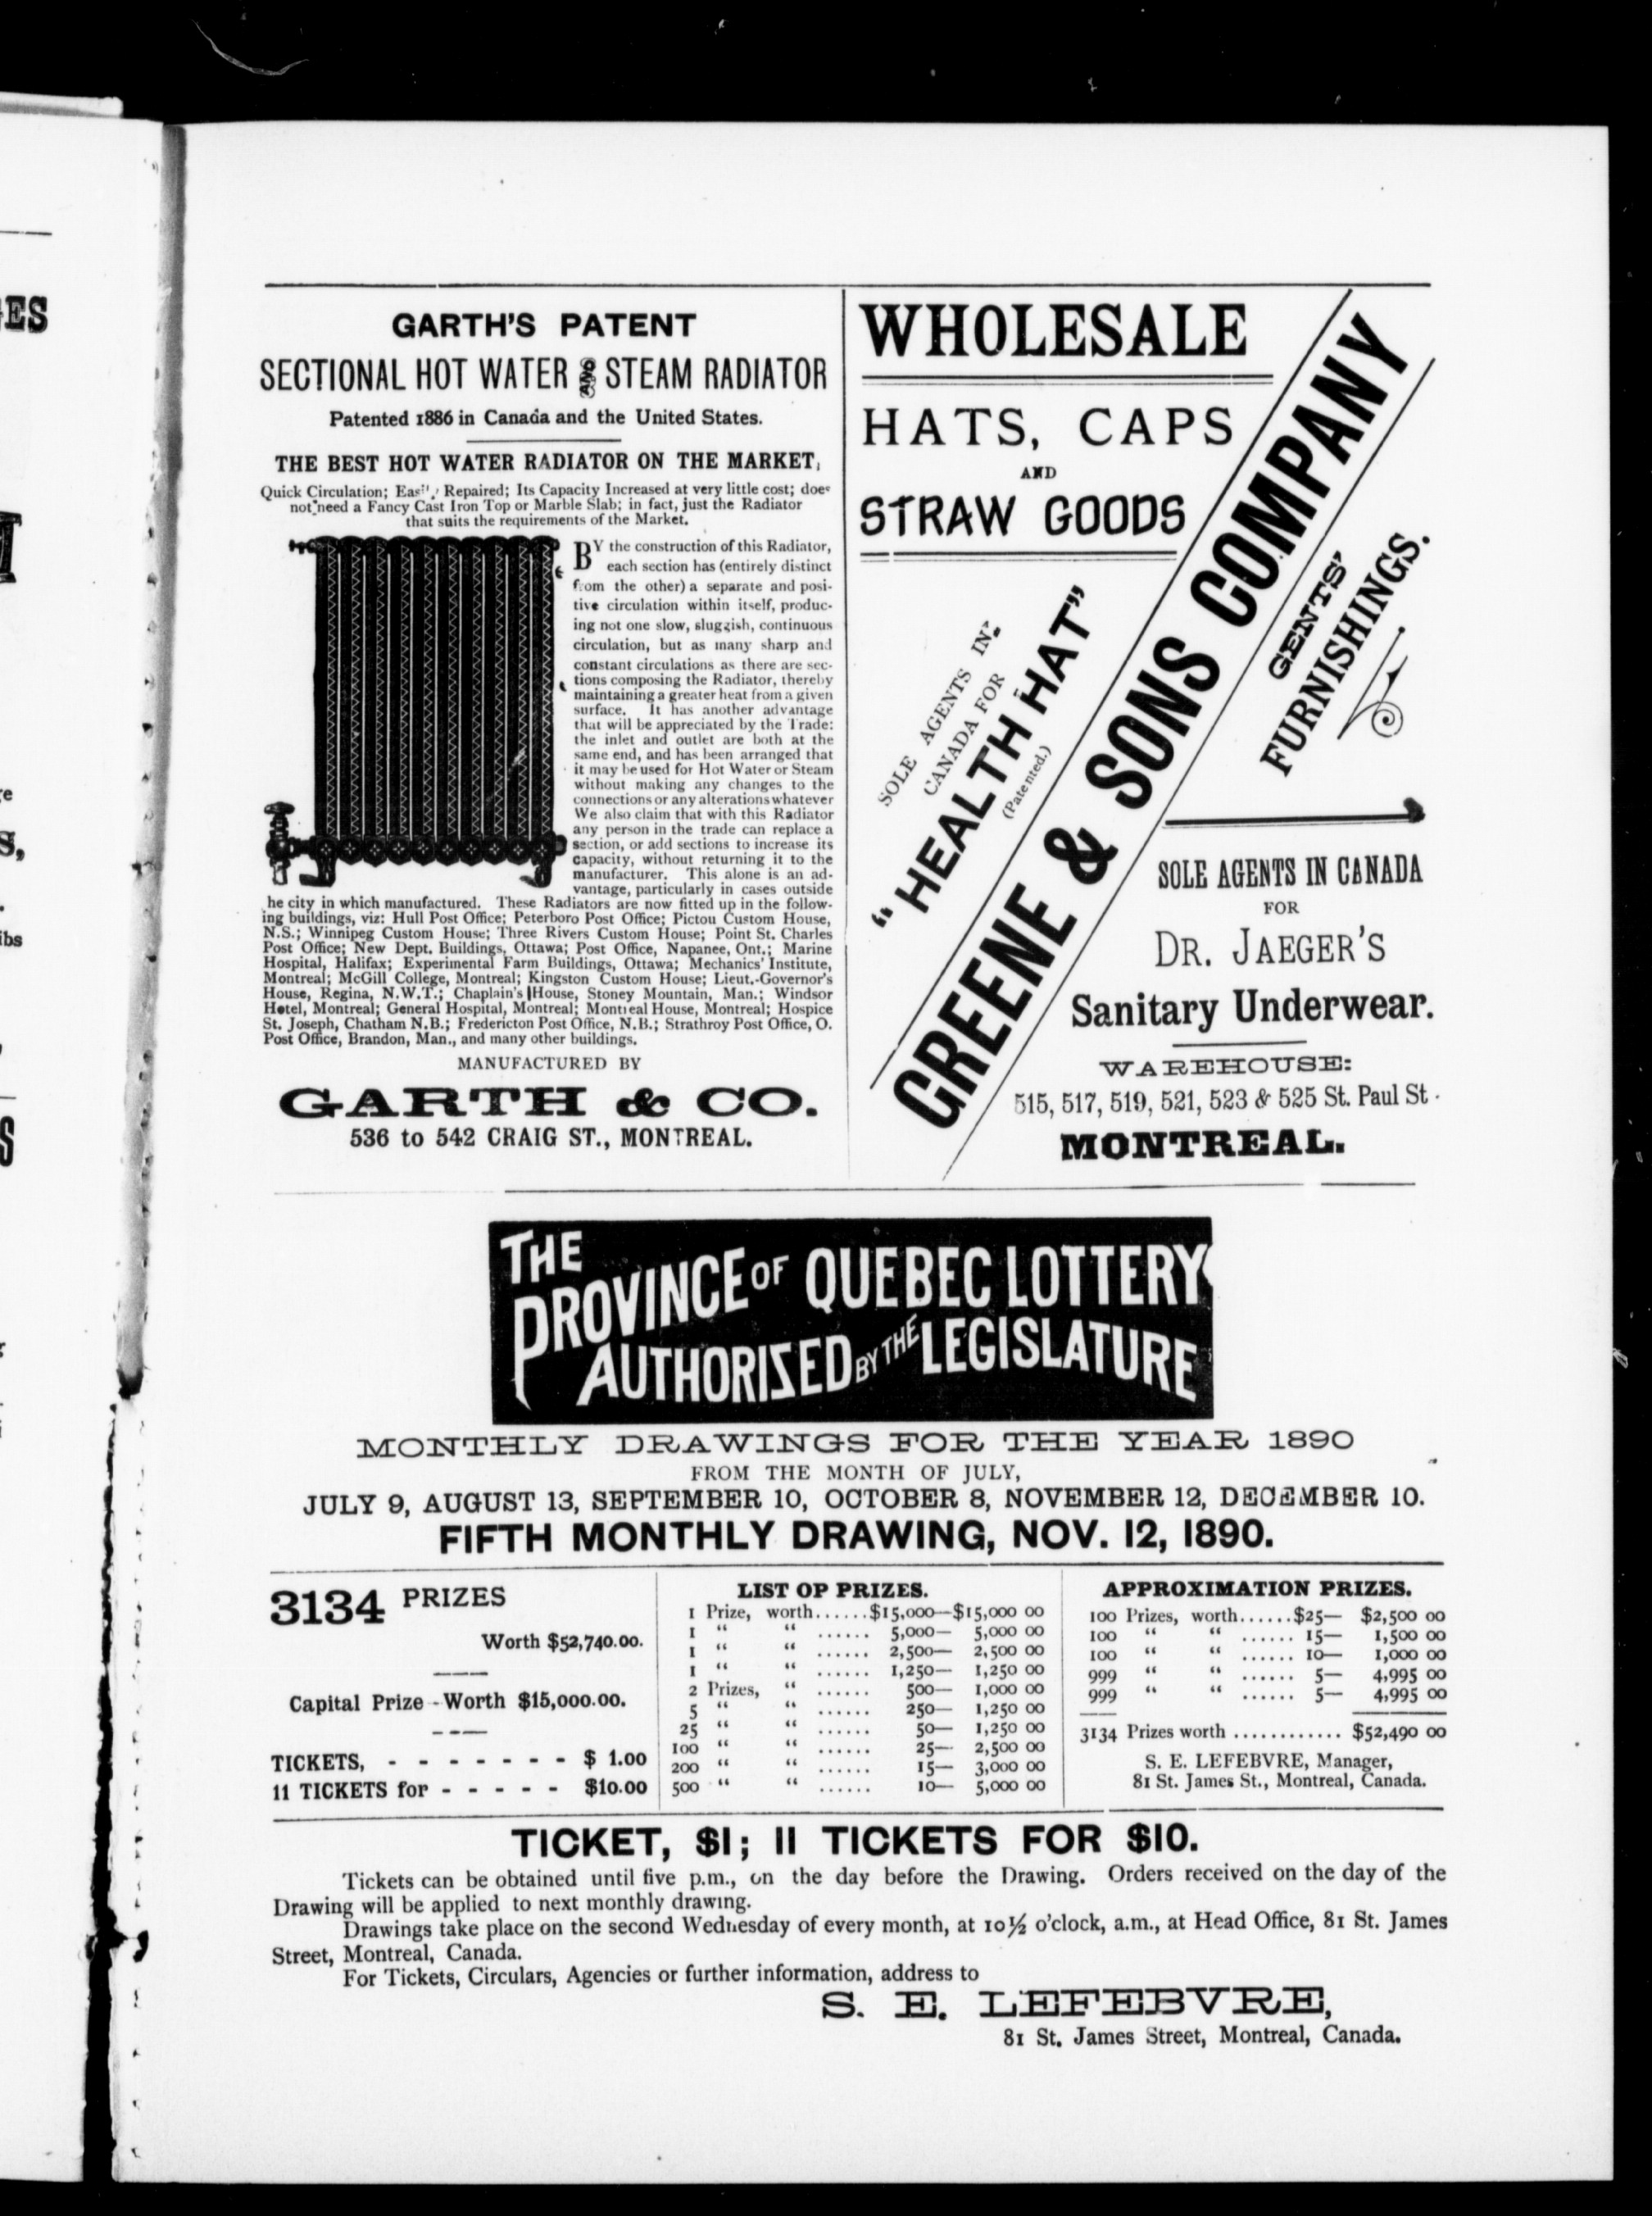 GARTH'S PATENT
SECTIONAL HOT WATER AND STEAM RADIATOR
Patented 1886 in Canada and the United States.
THE BEST HOT WATER RADIATOR ON THE MARKET,
Quick Circulation; Repaired; Its Capacity Increased at very little cost; does
not need a Fancy Cast Iron Top or Marble Slab; in fact, just the Radiator
that suits the requirements of the Market.
BY the construction of this Radiator,
each section has (entirely distinct
from the other) a separate and posi-
tive circulation within itself, produc-
ing not one slow, sluggish, continuous
circulation, but as many sharp and
constant circulations as there are sec-
tions composing the Radiator, thereby
maintaining a greater heat from a given
surface. It has another advantage
that will be appreciated by the Trade:
the inlet and outlet are both at the
same end, and has been arranged that
it may be used for Hot Water or Steam
without making any changes to the
connections or any alterations whatever
We also claim that with this Radiator
any person in the trade can replace a
section, or add sections to increase its
capacity, without returning it to the
manufacturer. This alone is an ad-
vantage, particularly in cases outside
he city in which manufactured. These Radiators are now fitted up in the follow-
ing buildings, viz: Hull Post Office; Peterboro Post Office; Pictou Custom House,
N.S.; Winnipeg Custom House; Three Rivers Custom House; Point St. Charles
Post Office; New Dept. Buildings, Ottawa; Post Office, Napanee, Ont.; Marine
Hospital, Halifax; Experimental Farm Buildings, Ottawa; Mechanics' Institute,
Montreal; McGill College, Montreal; Kingston Custom House; Lieut.-Governor's
House, Regina, N.W.T.; Chaplain's House, Stoney Mountain, Man.; Windsor
Hotel, Montreal; General Hospital, Montreal; Montreal House, Montreal; Hospice
St. Joseph, Chatham N.B.; Fredericton Post Office, N.B.; Strathroy Post Office, O.
Post Office, Brandon, Man., and many other buildings.
MANUFACTURED BY
GARTH & CO.
536 to 542 CRAIG ST., MONTREAL.
WHOLESALE
HATS, CAPS
AND
STRAW GOODS
SOLE AGENTS IN
CANADA FOR
"HEALTH HAT"
(Patented.)
GREENE & SONS COMPANY
GENTS'
FURNISHINGS.
SOLE AGENTS IN CANADA
FOR
DR. JAEGER'S
Sanitary Underwear.
WAREHOUSE:
515, 517, 519, 521, 523 & 525 St. Paul St.
MONTREAL.
THE
PROVINCE OF QUEBEC LOTTERY
AUTHORISED BY THE LEGISLATURE
MONTHLY DRAWINGS FOR THE YEAR 1890
FROM THE MONTH OF JULY,
JULY 9, AUGUST 13, SEPTEMBER 10, OCTOBER 8, NOVEMBER 12, DECEMBER 10.
FIFTH MONTHLY DRAWING, NOV. 12, 1890.
3134 PRIZES
Worth $52,740.00.
Capital Prize - Worth $15,000.00.
TICKETS, - - - - - - - $ 1.00
11 TICKETS for - - - - - $10.00
LIST OP PRIZES.
1 Prize, worth......$15,000—$15,000 00
1 " " ...... 5,000— 5,000 00
1 " " ...... 2,500— 2,500 00
1 " " ...... 1,250— 1,250 00
2 Prizes, " ...... 500— 1,000 00
5 " " ...... 250— 1,250 00
25 " " ...... 50— 1,250 00
100 " " ...... 25— 2,500 00
200 " " ...... 15— 3,000 00
500 " " ...... 10— 5,000 00
APPROXIMATION PRIZES.
100 Prizes, worth......$25— $2,500 00
100 " " ...... 15— 1,500 00
100 " " ...... 10— 1,000 00
999 " " ...... 5— 4,995 00
999 " " ...... 5— 4,995 00
3134 Prizes worth ............ $52,490 00
S. E. LEFEBVRE, Manager,
81 St. James St., Montreal, Canada.
TICKET, $1; 11 TICKETS FOR $10.
Tickets can be obtained until five p.m., on the day before the Drawing. Orders received on the day of the
Drawing will be applied to next monthly drawing.
Drawings take place on the second Wednesday of every month, at 10½ o'clock, a.m., at Head Office, 81 St. James
Street, Montreal, Canada.
For Tickets, Circulars, Agencies or further information, address to
S. E. LEFEBVRE,
81 St. James Street, Montreal, Canada.